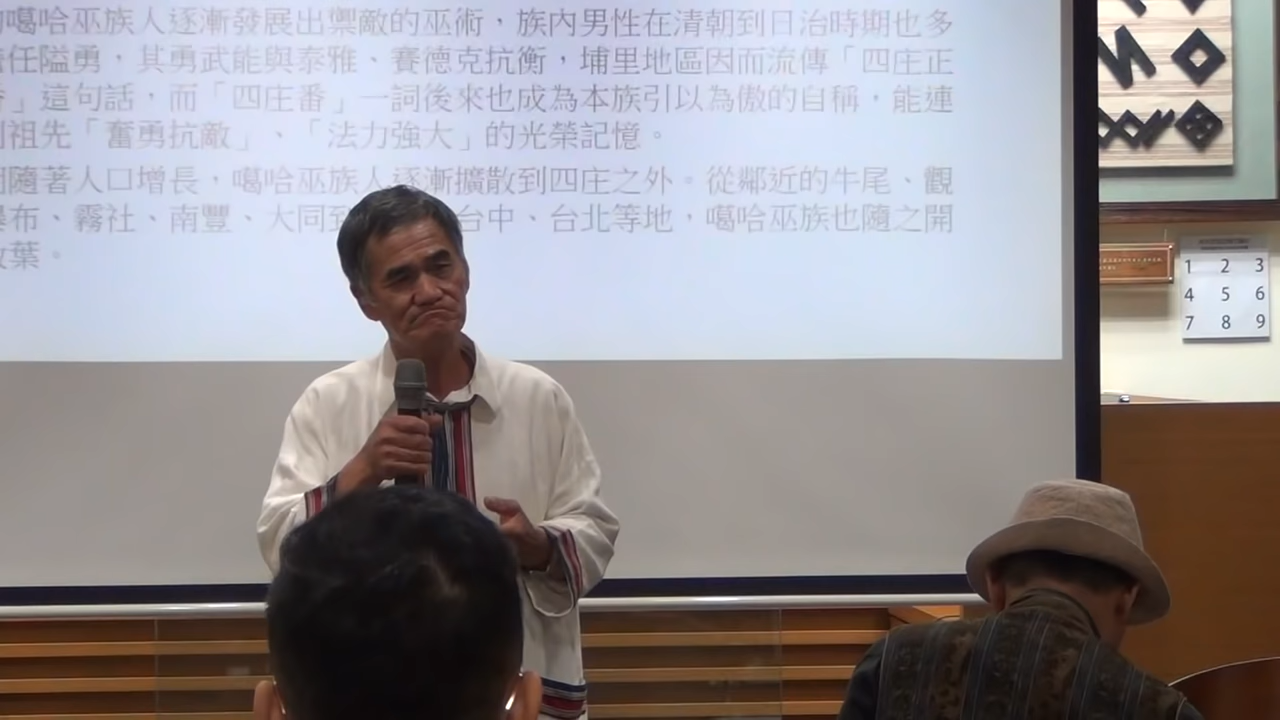 噶哈巫族人逐漸發展出禦敵的巫術，族內男性在清朝到日治時期也多
任隘勇，其勇武能與泰雅、賽德克抗衡，埔里地區因而流傳「四庄正
」這句話，而「四庄番」一詞後來也成為本族引以為傲的自稱，能連
祖先「奮勇抗敵」、「法力強大」的光榮記憶。
隨著人口增長，噶哈巫族人逐漸擴散到四庄之外。從鄰近的牛尾、觀
布、霧社、南豐、大同 台中、台北等地，噶哈巫族也隨之開
葉。
1 2 3
4 5 6
7 8 9